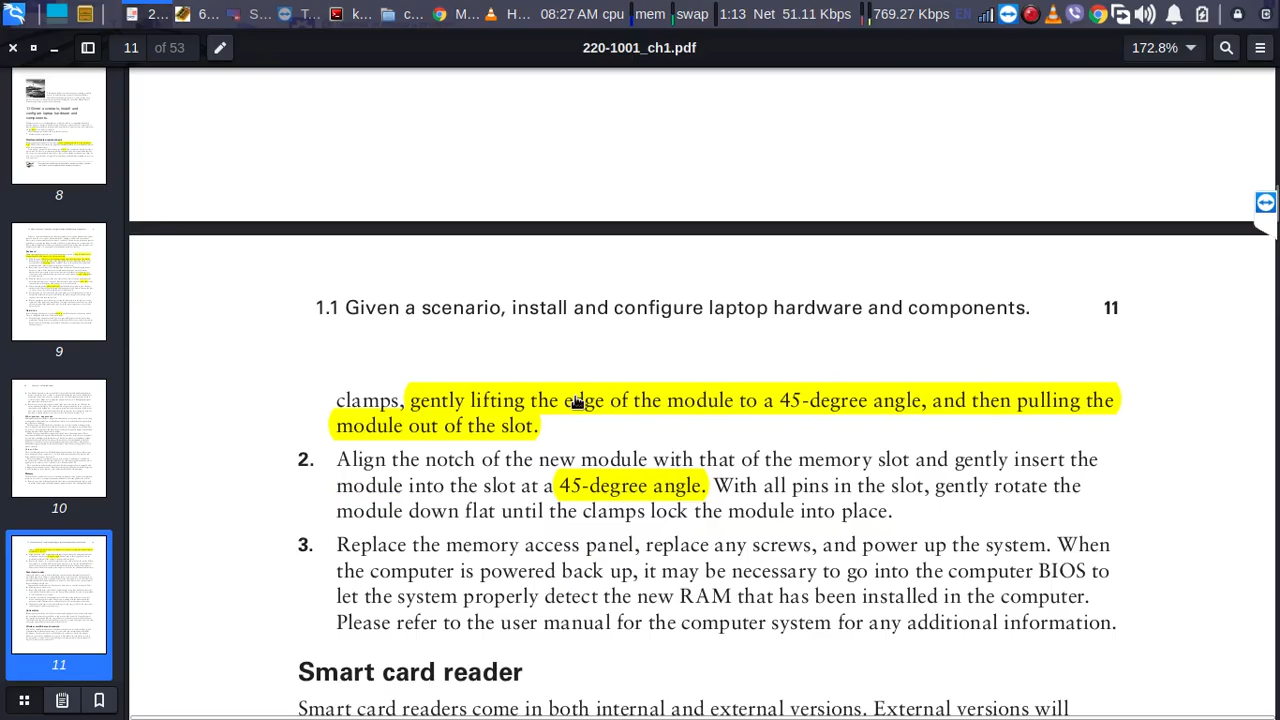 2... 6... S... T... k... c... M... H... 08:27 AM cpu mem swap 1:13 Net 51.11 Kbps 769.27 Kbps EN
11 of 53 220-1001_ch1.pdf 172.8%
8
9
10
11
1.1 Given a scenario, install and configure laptop hardware and components. 11
clamps, gently lifting the edge of the module to a 45-degree angle, and then pulling the
module out of the slot.
2. Align the notch of the new module with that of the memory slot and gently insert the
module into the slot at a 45-degree angle. With all pins in the slot, gently rotate the
module down flat until the clamps lock the module into place.
3. Replace the memory access panel, replace any screws, and power up the system. When
the computer is powered back up, it may be necessary to go into the computer BIOS to
let the system properly detect the new RAM that has been installed in the computer.
Please refer to the user manual for the computer system for any additional information.
Smart card reader
Smart card readers come in both internal and external versions. External versions will